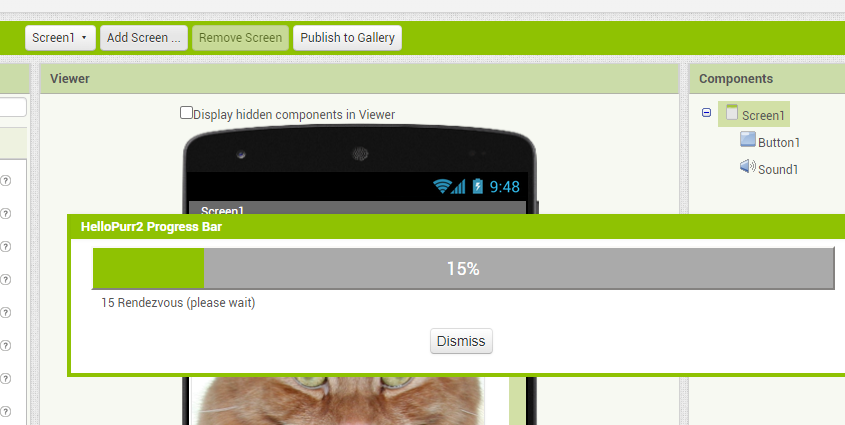 Screen1 Add Screen ... Remove Screen Publish to Gallery
Viewer
Components
Display hidden components in Viewer
Screen1
Button1
Sound1
9:48
Screen1
HelloPurr2 Progress Bar
15%
15 Rendezvous (please wait)
Dismiss